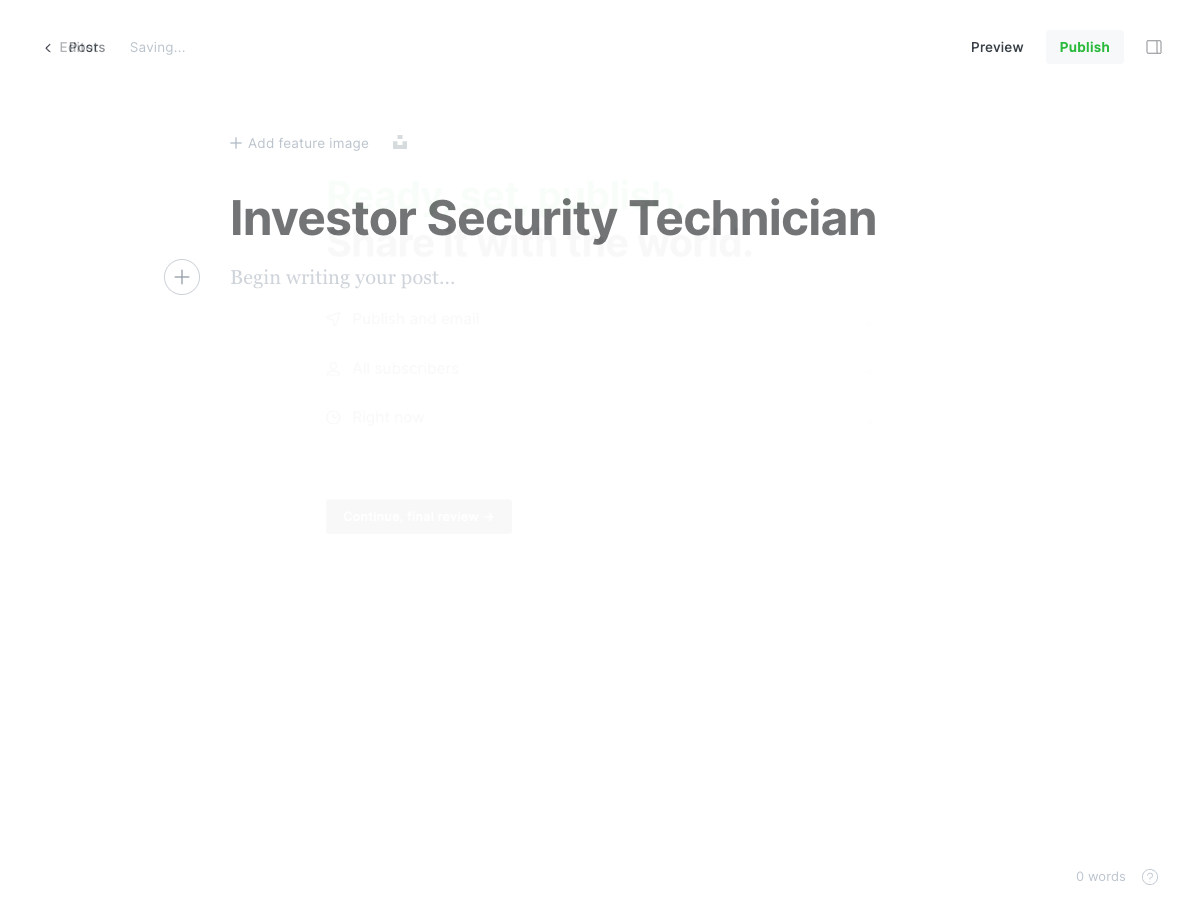 Editor
Posts
Saving...
Preview
Publish
Add feature image
Ready, set, publish.
Investor Security Technician
Share it with the world.
Begin writing your post...
Publish and email
All subscribers
Right now
Continue, final review →
0 words